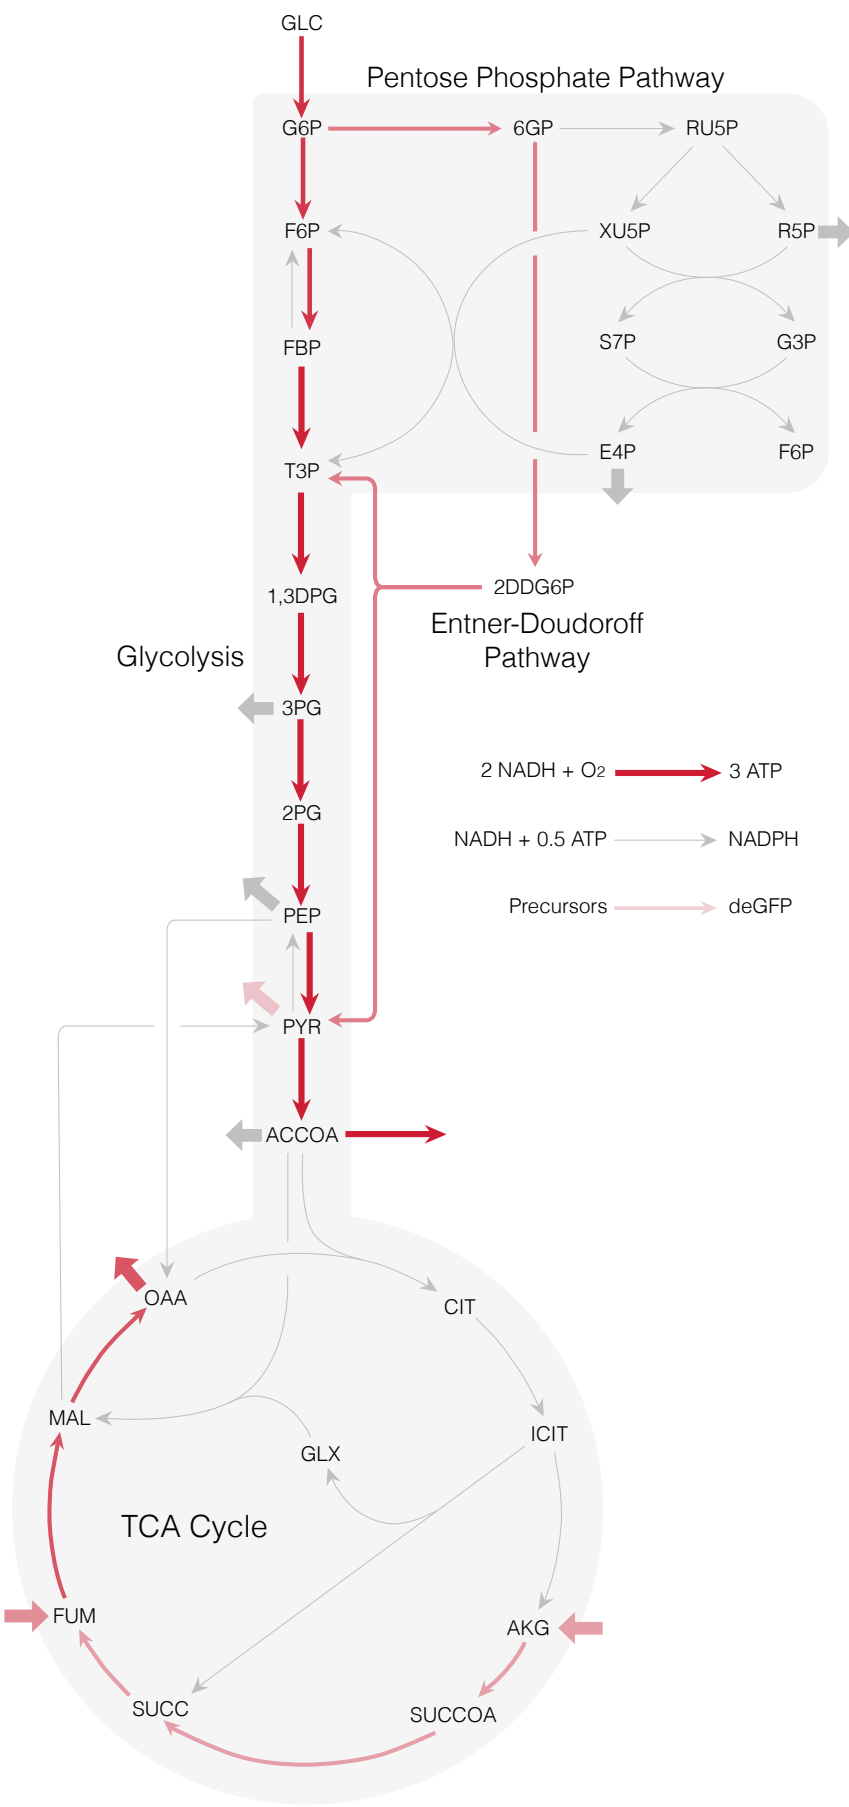 GLC
Pentose Phosphate Pathway
G6P
6GP
RU5P
F6P
XU5P
R5P
FBP
S7P
G3P
T3P
E4P
F6P
1,3DPG
2DDG6P
Entner-Doudoroff
Pathway
Glycolysis
3PG
2 NADH + O2
3 ATP
2PG
NADH + 0.5 ATP
NADPH
Precursors
deGFP
PEP
PYR
ACCOA
OAA
CIT
MAL
ICIT
GLX
TCA Cycle
FUM
AKG
SUCC
SUCCOA